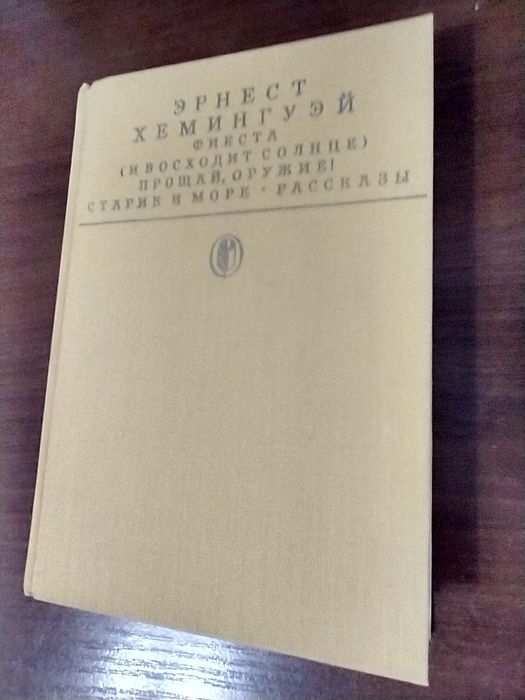 ЭРНЕСТ
ХЕМИНГУЭЙ
ФИЕСТА
(И ВОСХОДИТ СОЛНЦЕ)
ПРОЩАЙ, ОРУЖИЕ!
СТАРИК И МОРЕ · РАССКАЗЫ